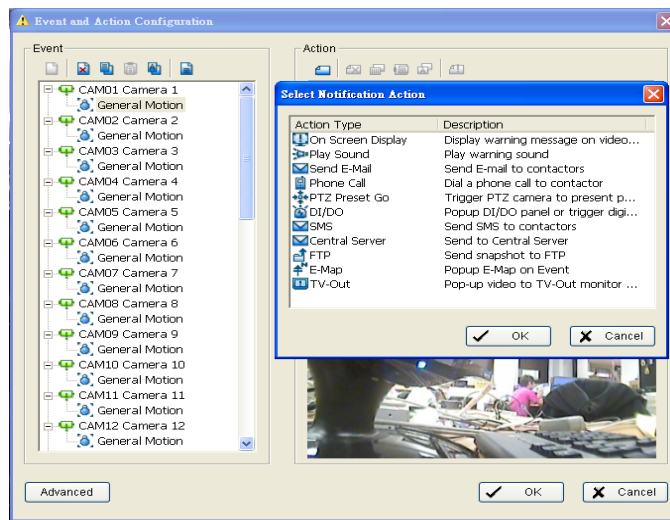 Event and Action Configuration
Event
Action
CAM01 Camera 1
General Motion
CAM02 Camera 2
General Motion
CAM03 Camera 3
General Motion
CAM04 Camera 4
General Motion
CAM05 Camera 5
General Motion
CAM06 Camera 6
General Motion
CAM07 Camera 7
General Motion
CAM08 Camera 8
General Motion
CAM09 Camera 9
General Motion
CAM10 Camera 10
General Motion
CAM11 Camera 11
General Motion
CAM12 Camera 12
General Motion
Select Notification Action
Action Type Description
On Screen Display Display warning message on video...
Play Sound Play warning sound
Send E-Mail Send E-mail to contactors
Phone Call Dial a phone call to contactor
PTZ Preset Go Trigger PTZ camera to present p...
DI/DO Popup DI/DO panel or trigger digi...
SMS Send SMS to contactors
Central Server Send to Central Server
FTP Send snapshot to FTP
E-Map Popup E-Map on Event
TV-Out Pop-up video to TV-Out monitor ...
OK Cancel
Advanced OK Cancel